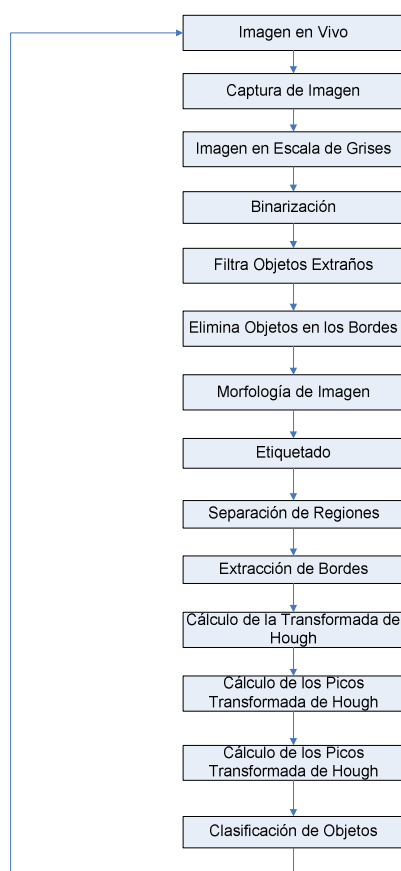 Imagen en Vivo
Captura de Imagen
Imagen en Escala de Grises
Binarización
Filtra Objetos Extraños
Elimina Objetos en los Bordes
Morfología de Imagen
Etiquetado
Separación de Regiones
Extracción de Bordes
Cálculo de la Transformada de
Hough
Cálculo de los Picos
Transformada de Hough
Cálculo de los Picos
Transformada de Hough
Clasificación de Objetos